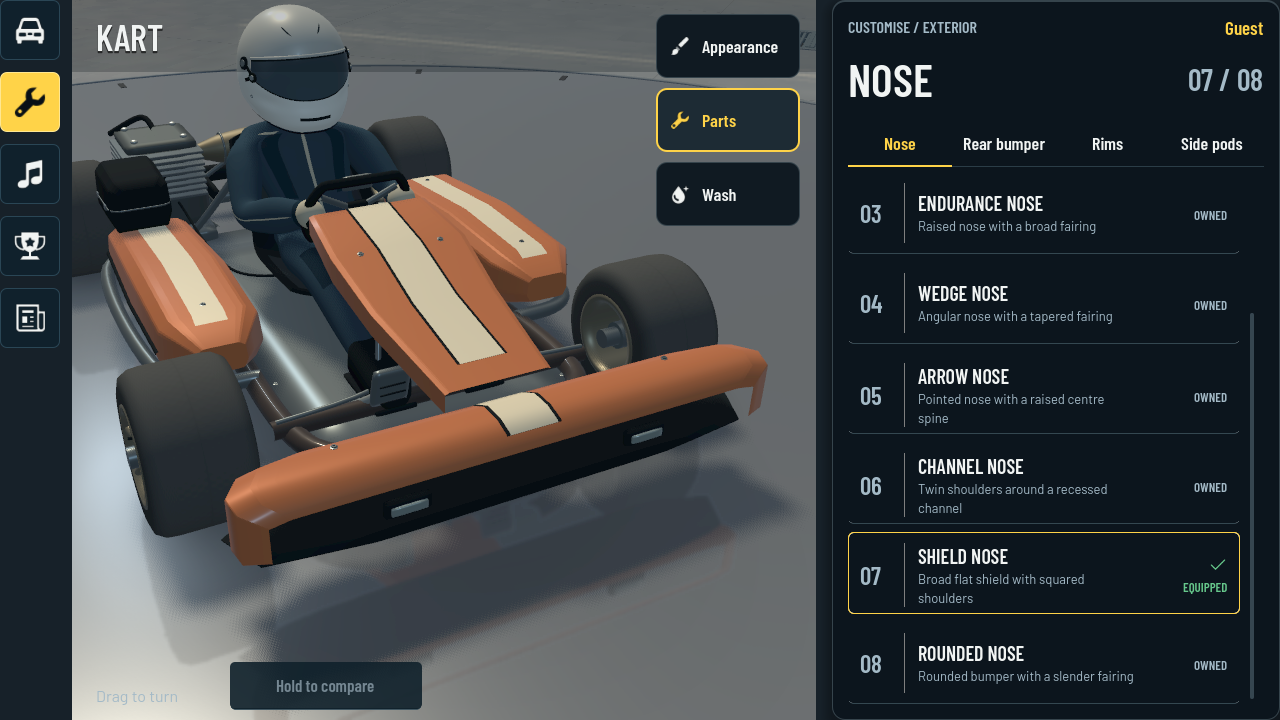 KART
Appearance
Parts
Wash
Hold to compare
Drag to turn
CUSTOMISE / EXTERIOR
Guest
NOSE
07 / 08
Nose
Rear bumper
Rims
Side pods
03
ENDURANCE NOSE
Raised nose with a broad fairing
OWNED
04
WEDGE NOSE
Angular nose with a tapered fairing
OWNED
05
ARROW NOSE
Pointed nose with a raised centre
spine
OWNED
06
CHANNEL NOSE
Twin shoulders around a recessed
channel
OWNED
07
SHIELD NOSE
Broad flat shield with squared
shoulders
EQUIPPED
08
ROUNDED NOSE
Rounded bumper with a slender fairing
OWNED